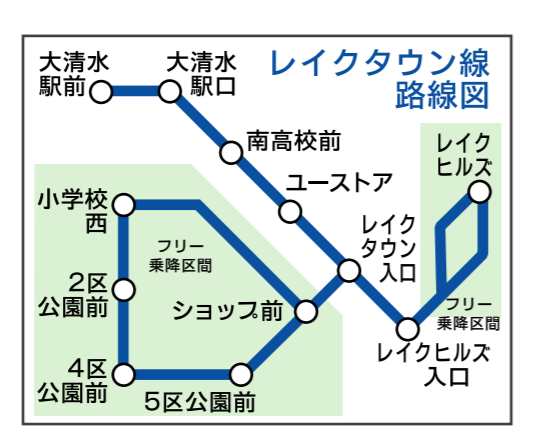 レイクタウン線
路線図
大清水
駅前
大清水
駅口
南高校前
ユーストア
レイク
タウン
入口
レイク
ヒルズ
フリー
乗降区間
レイクヒルズ
入口
小学校
西
フリー
乗降区間
2区
公園前
ショップ前
4区
公園前
5区公園前